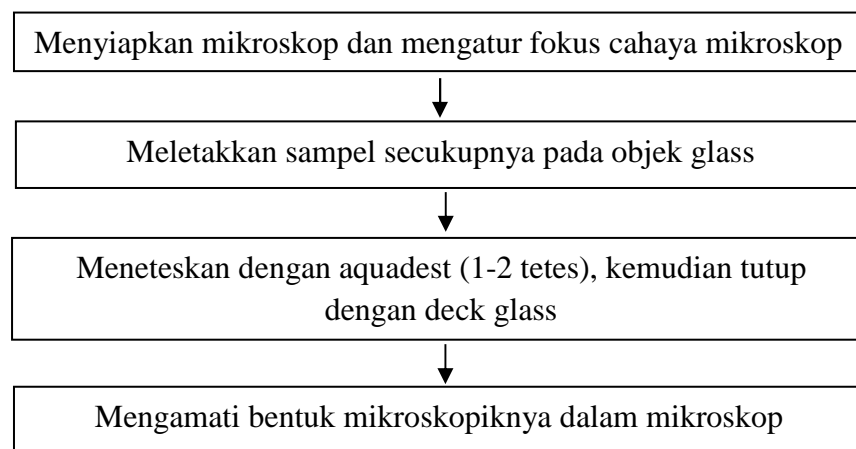 Menyiapkan mikroskop dan mengatur fokus cahaya mikroskop
Meletakkan sampel secukupnya pada objek glass
Meneteskan dengan aquadest (1-2 tetes), kemudian tutup
dengan deck glass
Mengamati bentuk mikroskopiknya dalam mikroskop